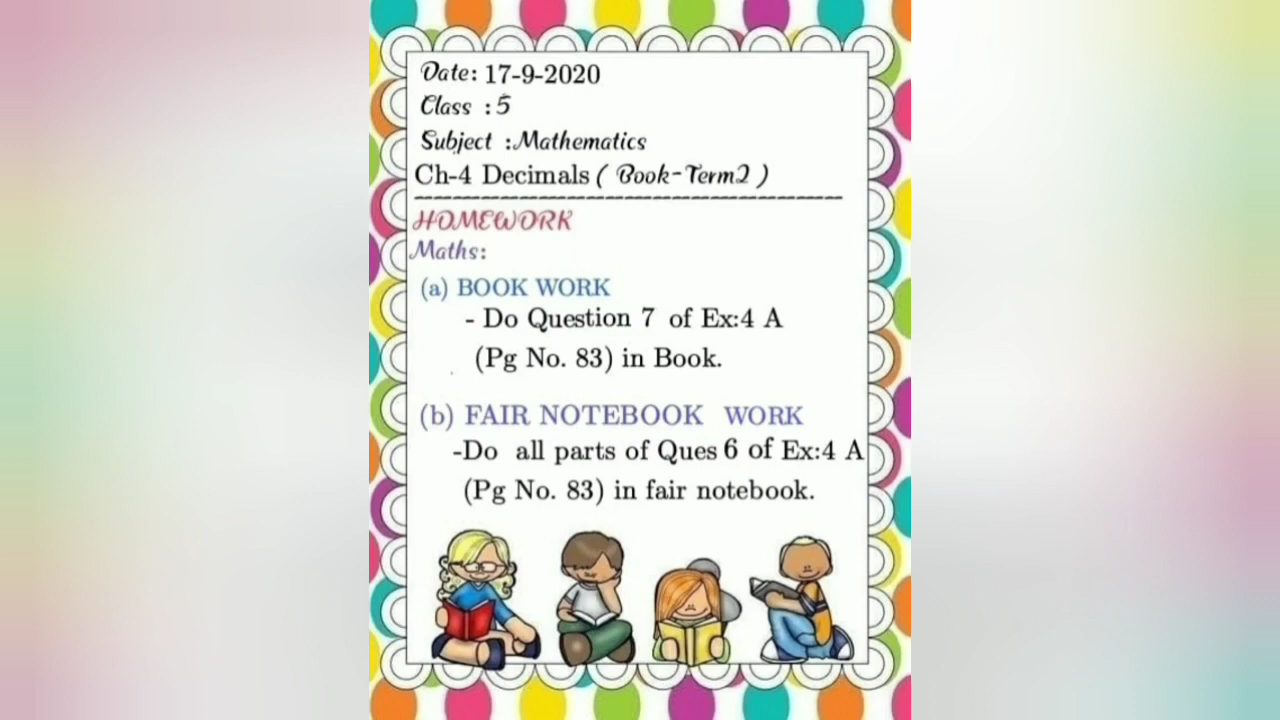 Date: 17-9-2020
Class : 5
Subject : Mathematics
Ch-4 Decimals ( Book-Term2 )
HOMEWORK
Maths:
(a) BOOK WORK
- Do Question 7 of Ex:4 A
(Pg No. 83) in Book.
(b) FAIR NOTEBOOK WORK
-Do all parts of Ques 6 of Ex:4 A
(Pg No. 83) in fair notebook.